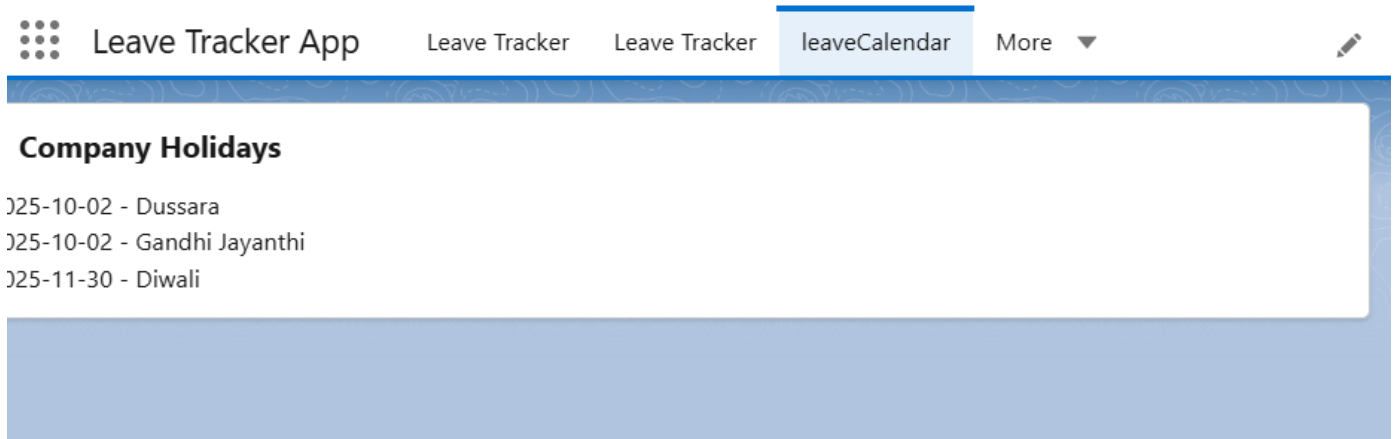 Leave Tracker App Leave Tracker Leave Tracker leaveCalendar More
Company Holidays
025-10-02 - Dussara
025-10-02 - Gandhi Jayanthi
025-11-30 - Diwali